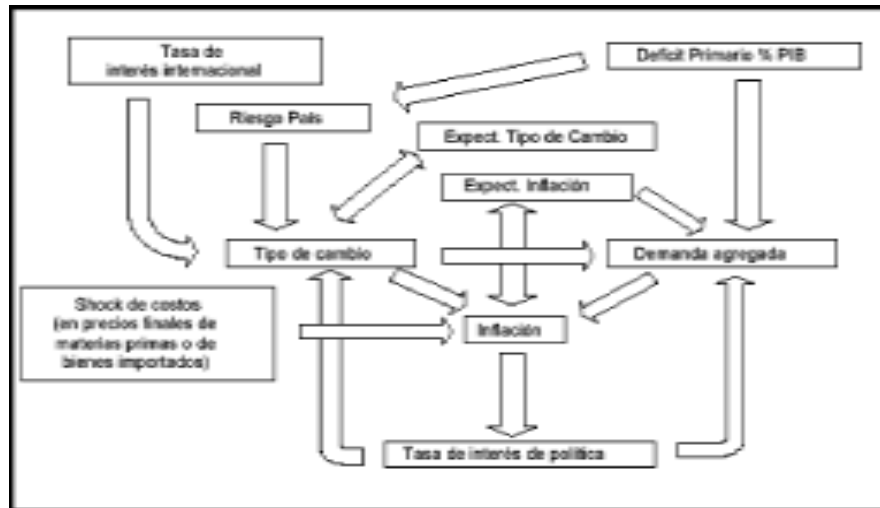 Tasa de
interés internacional
Deficit Primario % PIB
Riesgo País
Expect. Tipo de Cambio
Expect. Inflación
Tipo de cambio
Demanda agregada
Shock de costos
(en precios finales de
materias primas o de
bienes importados)
Inflación
Tasa de interés de política